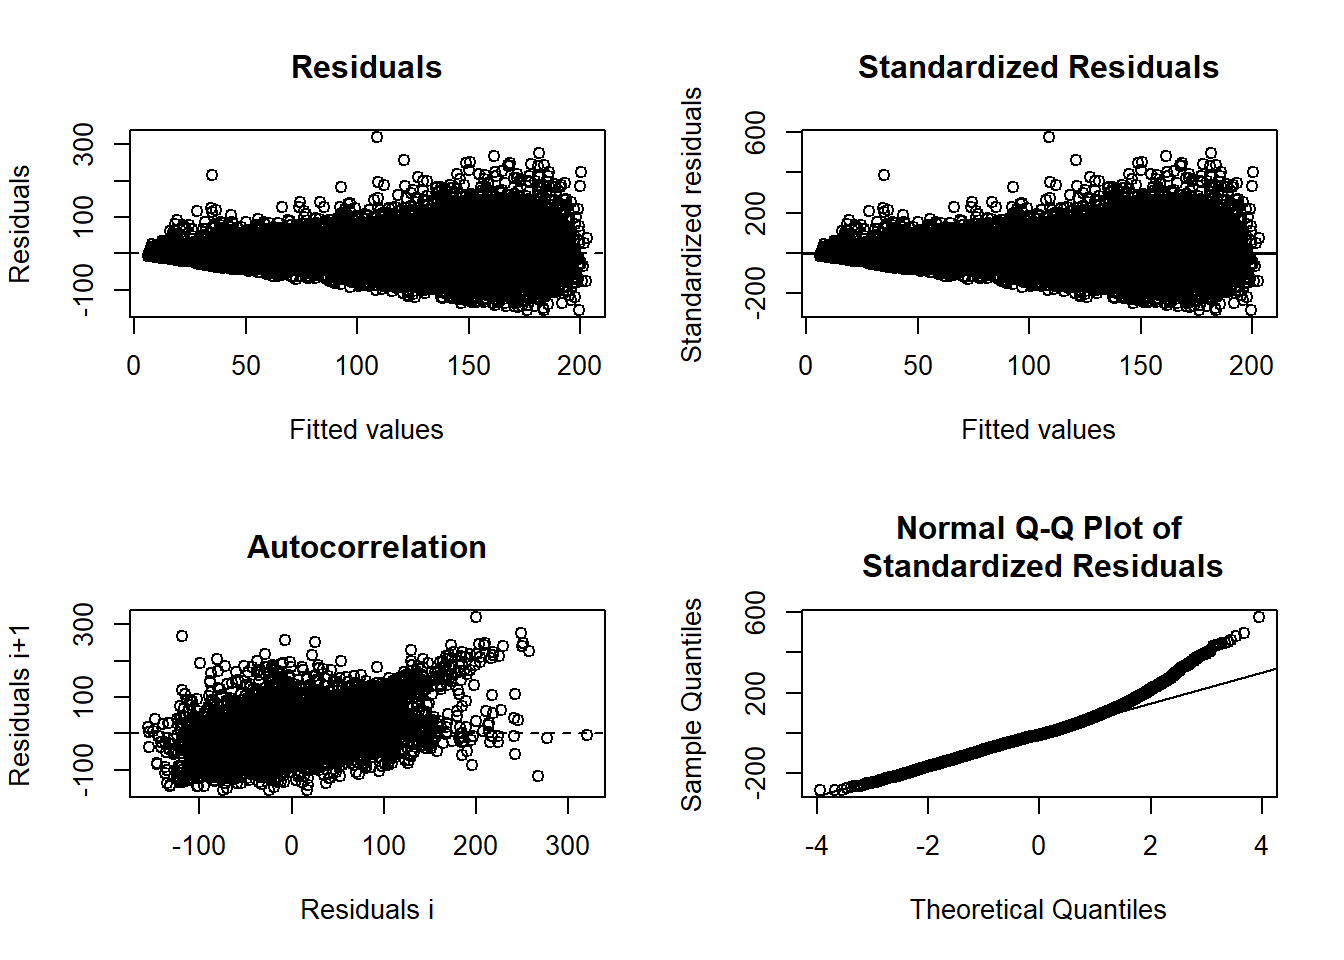 Residuals
Residuals
300
100
-100
0
50
100
150
200
Fitted values
Standardized Residuals
Standardized residuals
600
200
-200
0
50
100
150
200
Fitted values
Autocorrelation
Residuals i+1
300
100
-100
-100
0
100
200
300
Residuals i
Normal Q-Q Plot of
Standardized Residuals
Sample Quantiles
600
200
-200
-4
-2
0
2
4
Theoretical Quantiles